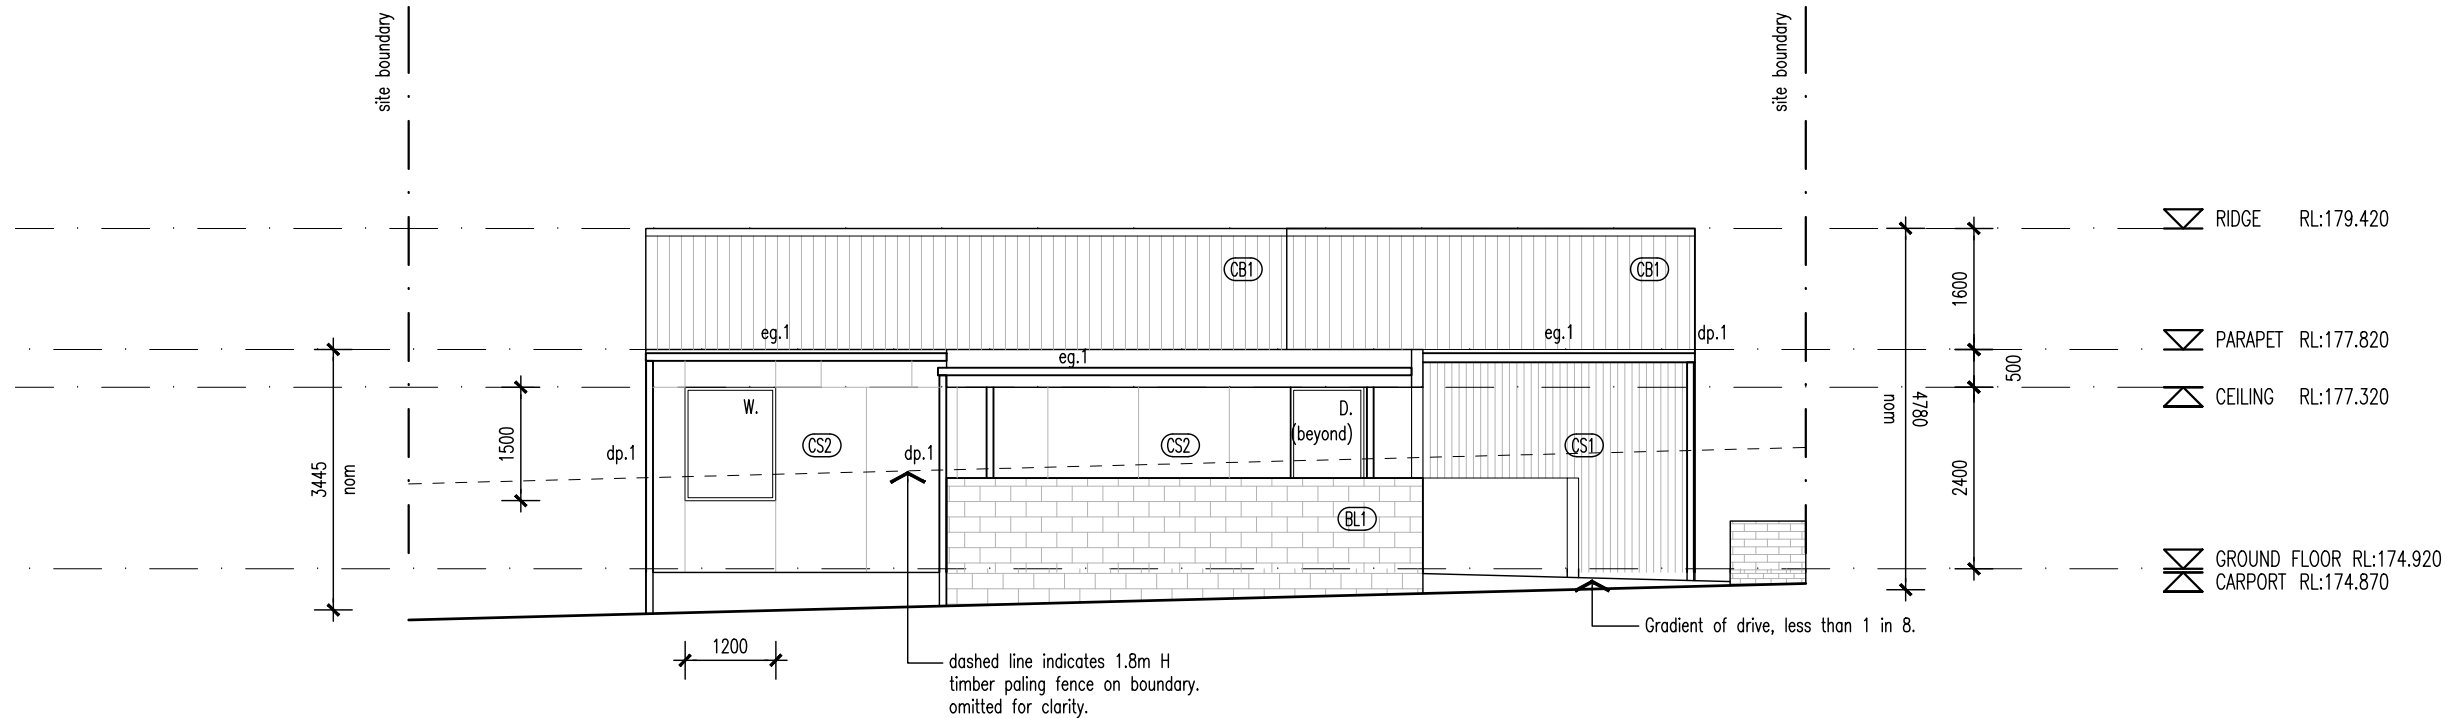 site boundary
site boundary
RIDGE RL:179.420
CB1
CB1
1600
eg.1
eg.1
dp.1
PARAPET RL:177.820
eg.1
500
CEILING RL:177.320
W.
D.
(beyond)
4780
nom
1500
dp.1
CS2
dp.1
CS2
CS1
3445
nom
2400
BL1
GROUND FLOOR RL:174.920
CARPORT RL:174.870
Gradient of drive, less than 1 in 8.
1200
dashed line indicates 1.8m H
timber paling fence on boundary.
omitted for clarity.